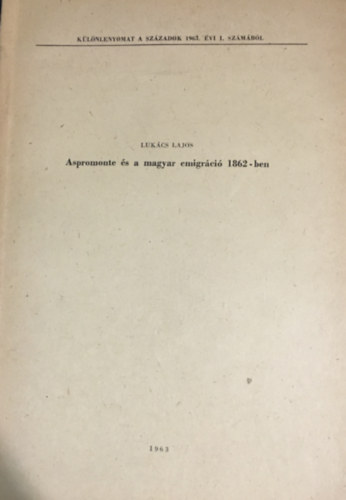 KÜLÖNLENYOMAT A SZÁZADOK 1963. ÉVI 1. SZÁMÁBÓL
LUKÁCS LAJOS
Aspromonte és a magyar emigráció 1862-ben
1963